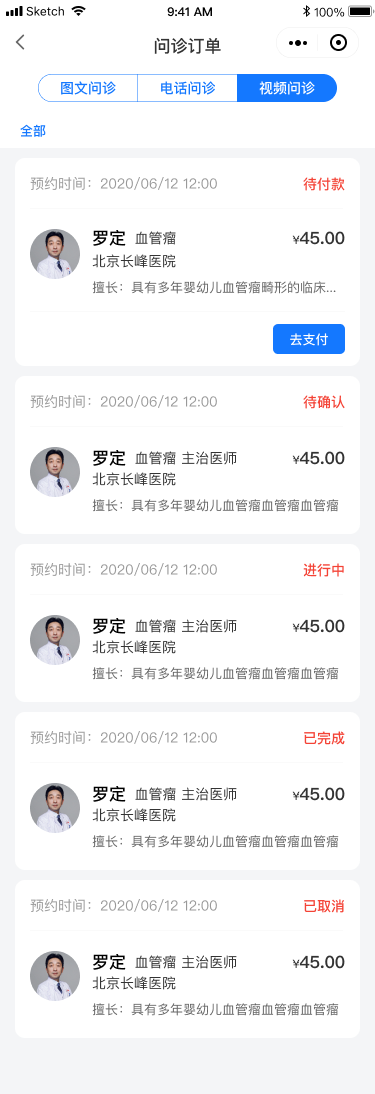 Sketch 9:41 AM 100%
问诊订单
图文问诊 电话问诊 视频问诊
全部
预约时间：2020/06/12 12:00 待付款
罗定 血管瘤 ¥45.00
北京长峰医院
擅长：具有多年婴幼儿血管瘤畸形的临床...
去支付
预约时间：2020/06/12 12:00 待确认
罗定 血管瘤 主治医师 ¥45.00
北京长峰医院
擅长：具有多年婴幼儿血管瘤血管瘤血管瘤
预约时间：2020/06/12 12:00 进行中
罗定 血管瘤 主治医师 ¥45.00
北京长峰医院
擅长：具有多年婴幼儿血管瘤血管瘤血管瘤
预约时间：2020/06/12 12:00 已完成
罗定 血管瘤 主治医师 ¥45.00
北京长峰医院
擅长：具有多年婴幼儿血管瘤血管瘤血管瘤
预约时间：2020/06/12 12:00 已取消
罗定 血管瘤 主治医师 ¥45.00
北京长峰医院
擅长：具有多年婴幼儿血管瘤血管瘤血管瘤